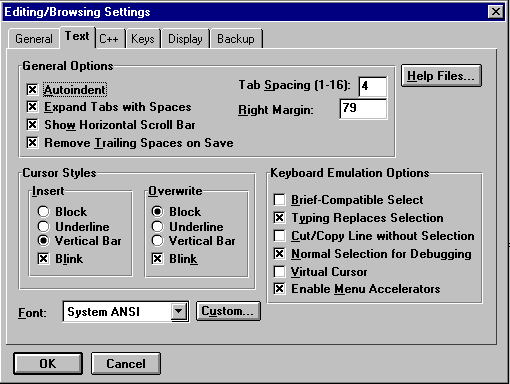 Editing/Browsing Settings
General Text C++ Keys Display Backup
General Options
Autoindent
Expand Tabs with Spaces
Show Horizontal Scroll Bar
Remove Trailing Spaces on Save
Tab Spacing (1-16): 4
Right Margin: 79
Help Files...
Cursor Styles
Insert
Block
Underline
Vertical Bar
Blink
Overwrite
Block
Underline
Vertical Bar
Blink
Keyboard Emulation Options
Brief-Compatible Select
Typing Replaces Selection
Cut/Copy Line without Selection
Normal Selection for Debugging
Virtual Cursor
Enable Menu Accelerators
Font: System ANSI Custom...
OK Cancel